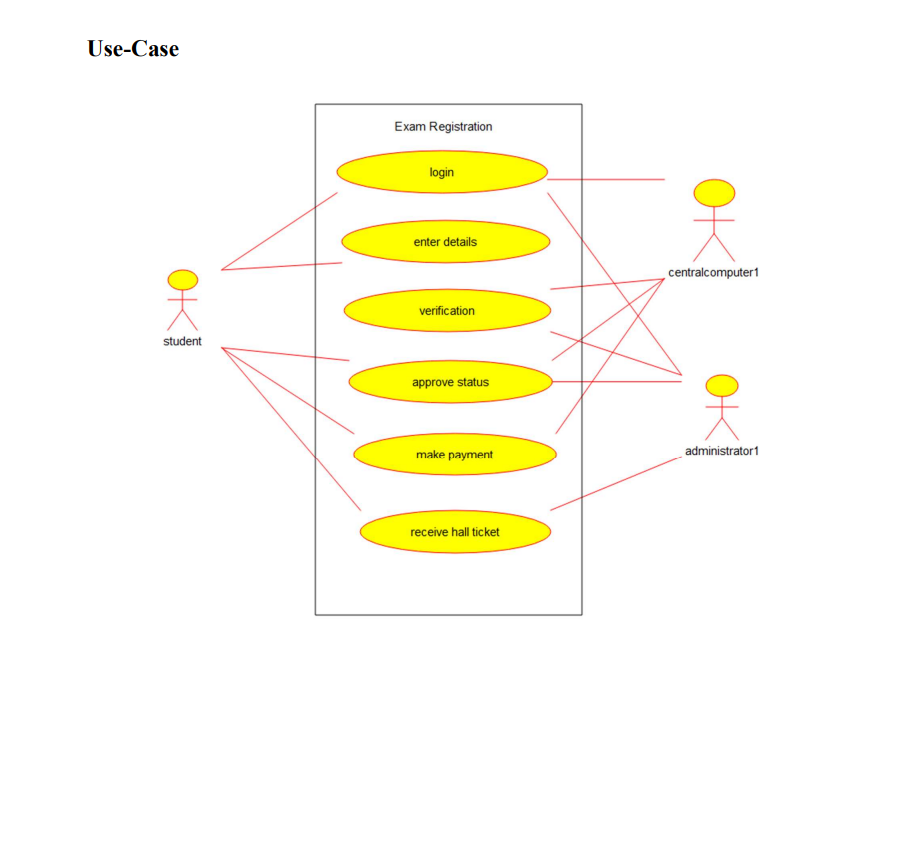 Use-Case
Exam Registration
login
enter details
centralcomputer1
verification
student
approve status
make payment
administrator1
receive hall ticket